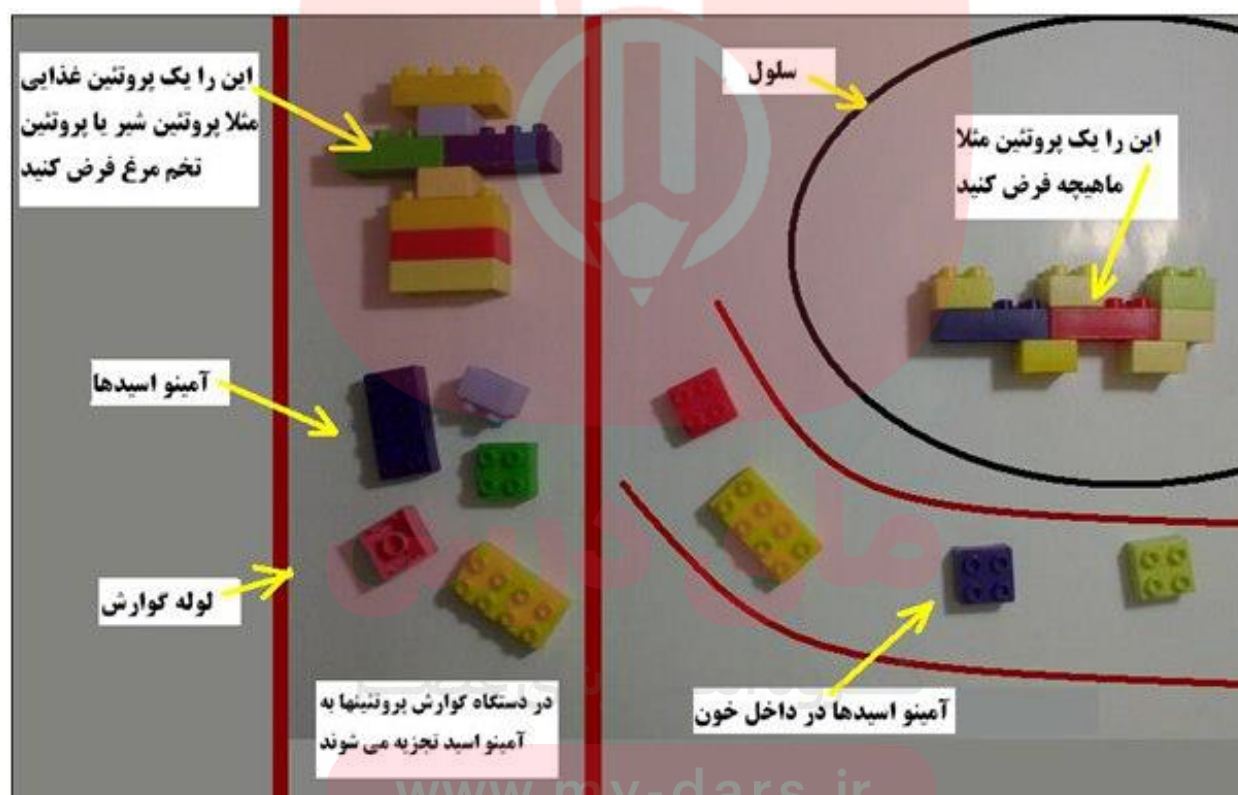 این را یک پروتئین غذایی
مثلا پروتئین شیر یا پروتئین
تخم مرغ فرض کنید
سلول
این را یک پروتئین مثلا
ماهیچه فرض کنید
آمینو اسیدها
لوله گوارش
در دستگاه گوارش پروتئینها به
آمینو اسید تجزیه می شوند
آمینو اسیدها در داخل خون
مای درس
www.my-dars.ir